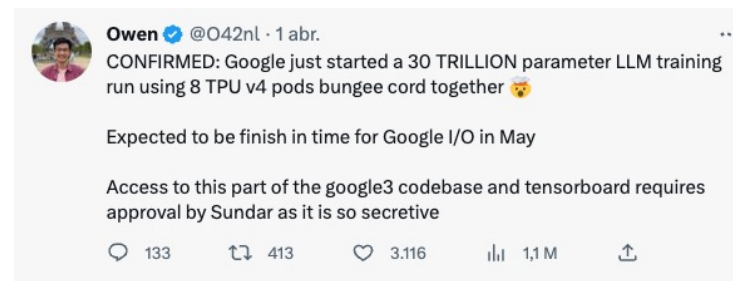 Owen @O42nl · 1 abr.
CONFIRMED: Google just started a 30 TRILLION parameter LLM training
run using 8 TPU v4 pods bungee cord together 🤯
Expected to be finish in time for Google I/O in May
Access to this part of the google3 codebase and tensorboard requires
approval by Sundar as it is so secretive
133 413 3.116 1,1 M